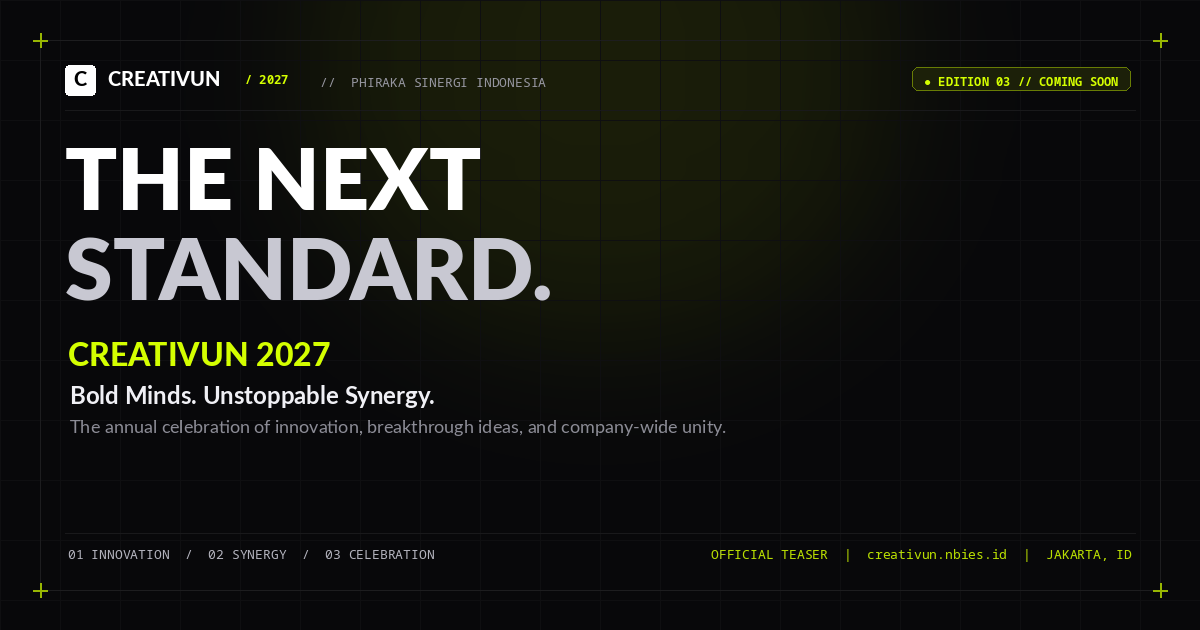 C CREATIVUN / 2027 // PHIRAKA SINERGI INDONESIA ● EDITION 03 // COMING SOON
THE NEXT
STANDARD.
CREATIVUN 2027
Bold Minds. Unstoppable Synergy.
The annual celebration of innovation, breakthrough ideas, and company-wide unity.
01 INNOVATION / 02 SYNERGY / 03 CELEBRATION OFFICIAL TEASER | creativun.nbies.id | JAKARTA, ID